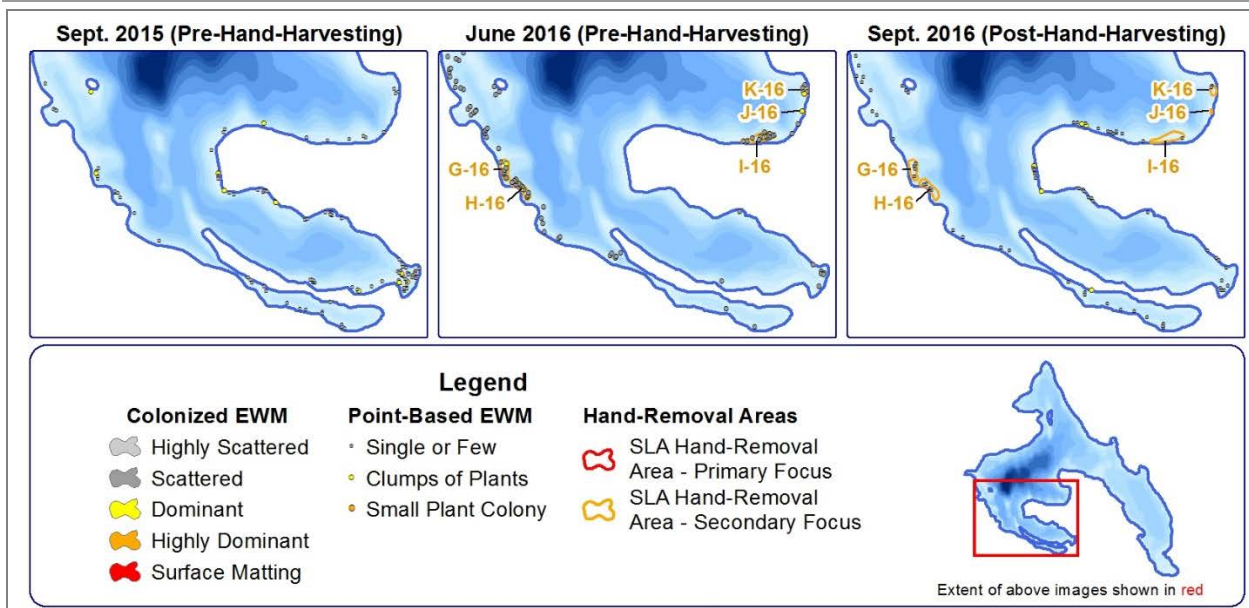 Sept. 2015 (Pre-Hand-Harvesting)
June 2016 (Pre-Hand-Harvesting)
K-16
J-16
I-16
G-16
H-16
Sept. 2016 (Post-Hand-Harvesting)
K-16
J-16
I-16
G-16
H-16
Legend
Colonized EWM
Highly Scattered
Scattered
Dominant
Highly Dominant
Surface Matting
Point-Based EWM
Single or Few
Clumps of Plants
Small Plant Colony
Hand-Removal Areas
SLA Hand-Removal
Area - Primary Focus
SLA Hand-Removal
Area - Secondary Focus
Extent of above images shown in red